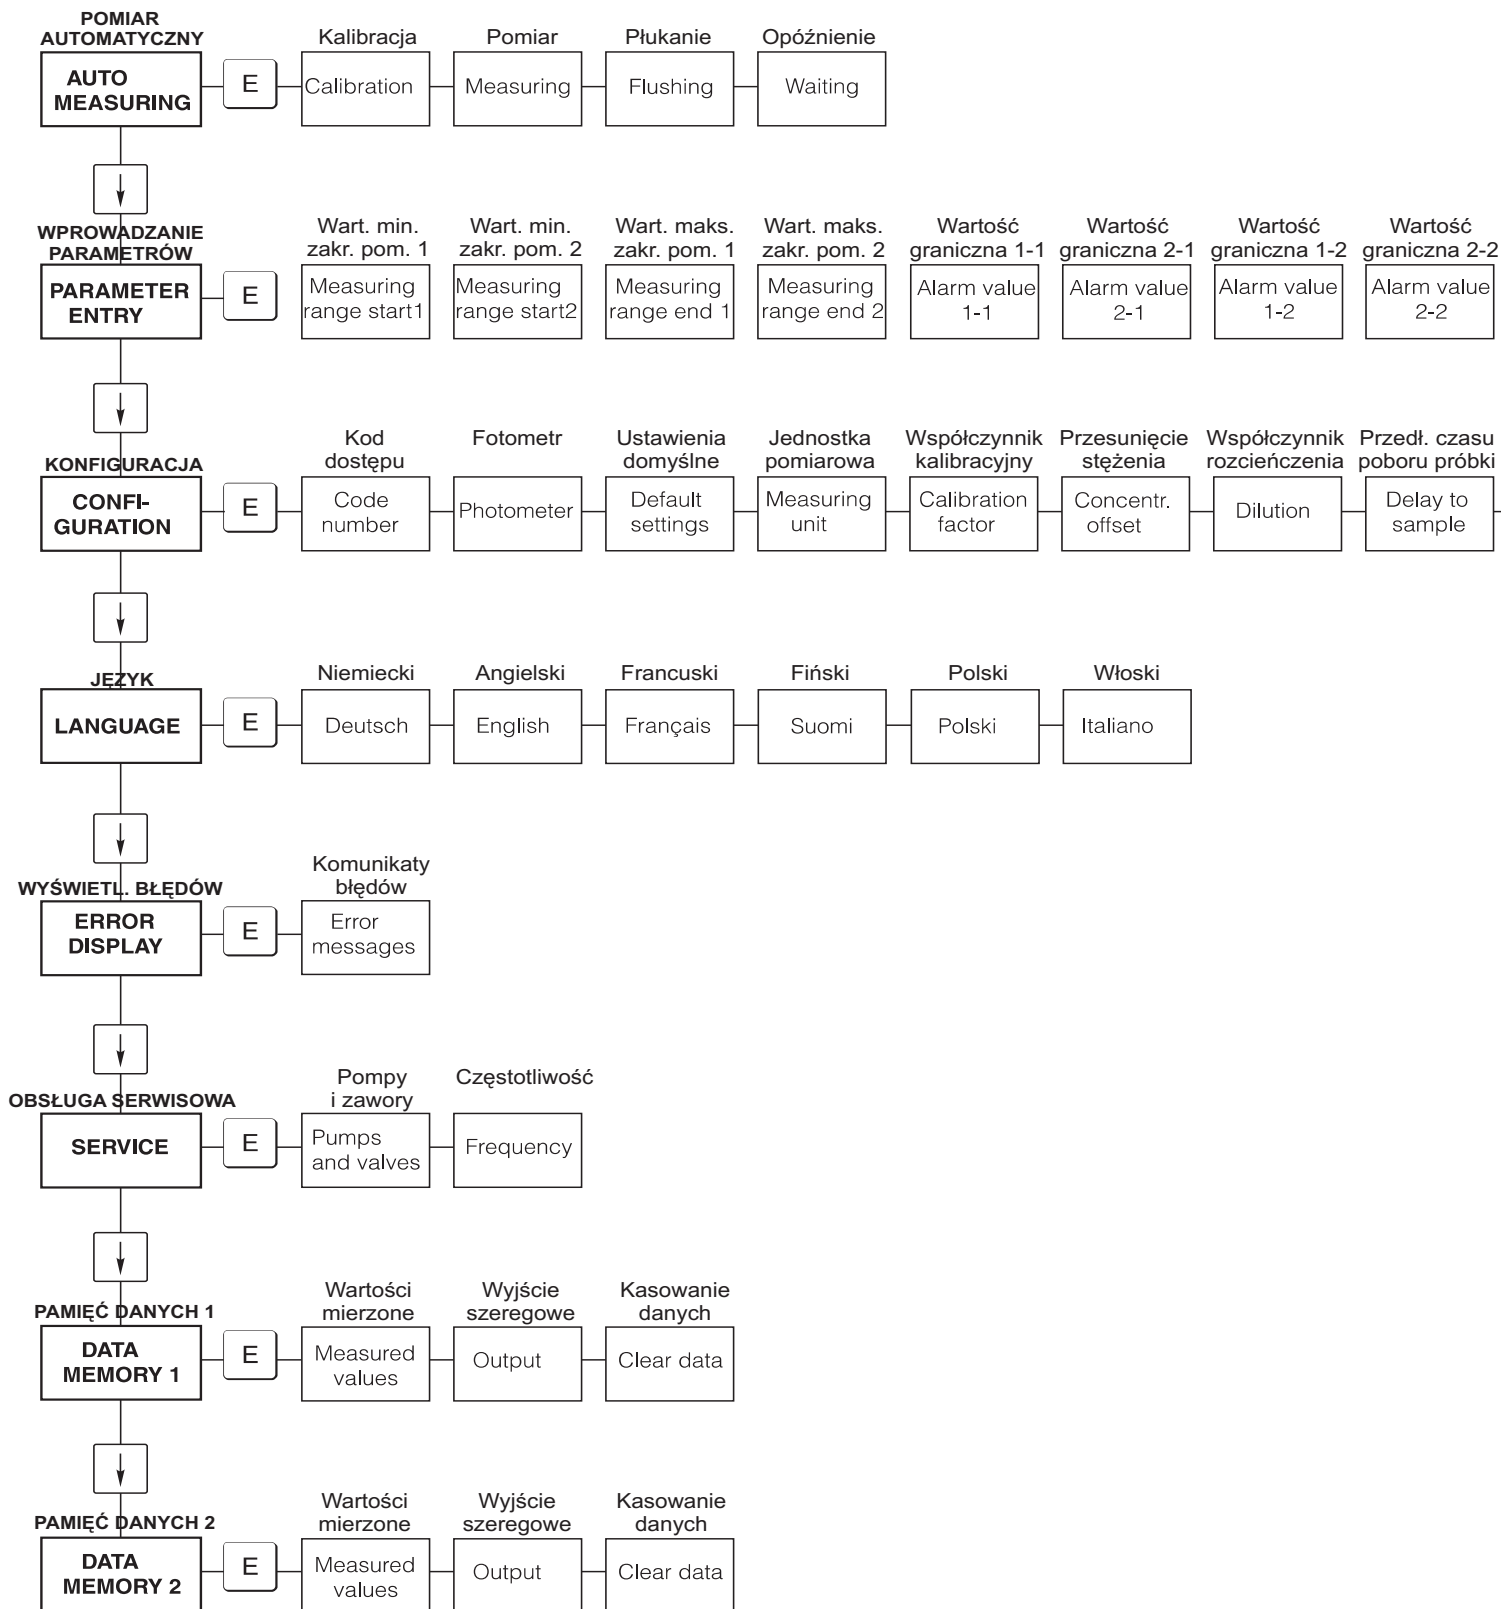 POMIAR
AUTOMATYCZNY
Kalibracja
Pomiar
Płukanie
Opóźnienie
AUTO
MEASURING
E
Calibration
Measuring
Flushing
Waiting
WPROWADZANIE
PARAMETRÓW
Wart. min.
zakr. pom. 1
Wart. min.
zakr. pom. 2
Wart. maks.
zakr. pom. 1
Wart. maks.
zakr. pom. 2
Wartość
graniczna 1-1
Wartość
graniczna 2-1
Wartość
graniczna 1-2
Wartość
graniczna 2-2
PARAMETER
ENTRY
E
Measuring
range start1
Measuring
range start2
Measuring
range end 1
Measuring
range end 2
Alarm value
1-1
Alarm value
2-1
Alarm value
1-2
Alarm value
2-2
KONFIGURACJA
Kod
dostępu
Fotometr
Ustawienia
domyślne
Jednostka
pomiarowa
Współczynnik
kalibracyjny
Przesunięcie
stężenia
Współczynnik
rozcieńczenia
Przedł. czasu
poboru próbki
CONFI-
GURATION
E
Code
number
Photometer
Default
settings
Measuring
unit
Calibration
factor
Concentr.
offset
Dilution
Delay to
sample
JĘZYK
Niemiecki
Angielski
Francuski
Fiński
Polski
Włoski
LANGUAGE
E
Deutsch
English
Français
Suomi
Polski
Italiano
WYŚWIETL. BŁĘDÓW
Komunikaty
błędów
ERROR
DISPLAY
E
Error
messages
OBSŁUGA SERWISOWA
Pompy
i zawory
Częstotliwość
SERVICE
E
Pumps
and valves
Frequency
PAMIĘĆ DANYCH 1
Wartości
mierzone
Wyjście
szeregowe
Kasowanie
danych
DATA
MEMORY 1
E
Measured
values
Output
Clear data
PAMIĘĆ DANYCH 2
Wartości
mierzone
Wyjście
szeregowe
Kasowanie
danych
DATA
MEMORY 2
E
Measured
values
Output
Clear data